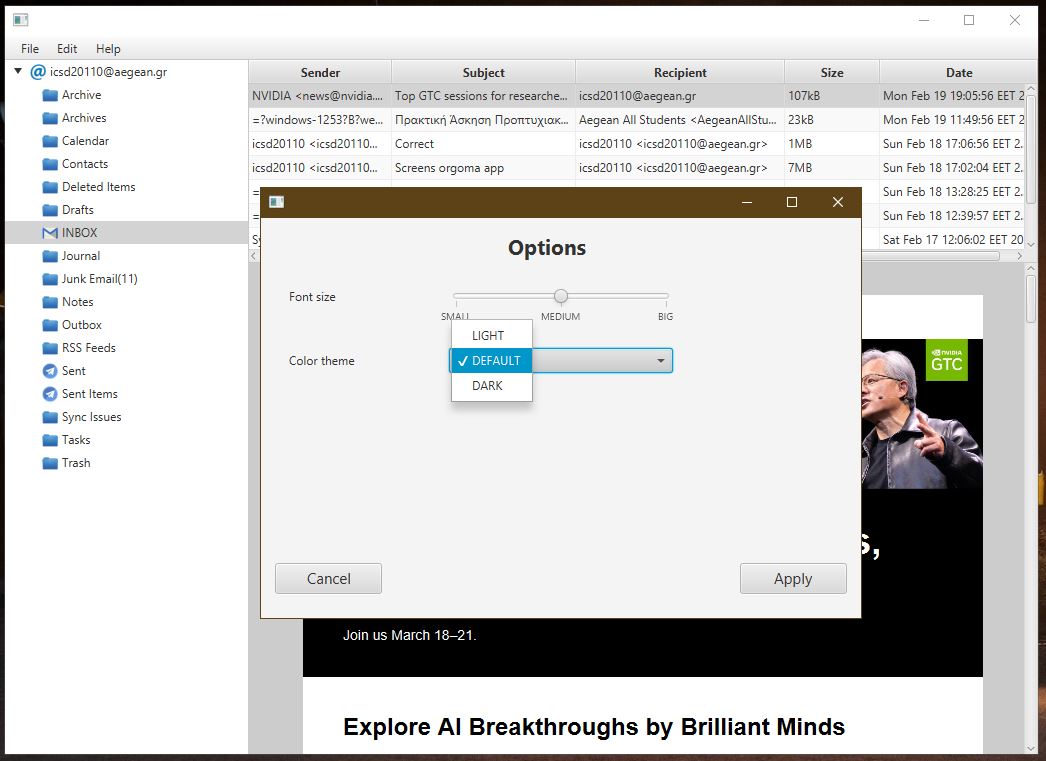 File Edit Help
icsd20110@aegean.gr
Archive
Archives
Calendar
Contacts
Deleted Items
Drafts
INBOX
Journal
Junk Email(11)
Notes
Outbox
RSS Feeds
Sent
Sent Items
Sync Issues
Tasks
Trash
Sender Subject Recipient Size Date
NVIDIA <news@nvidia.... Top GTC sessions for researche... icsd20110@aegean.gr 107kB Mon Feb 19 19:05:56 EET 2
=?windows-1253?B?we... Πρακτική Άσκηση Προπτυχιακ... Aegean All Students <AegeanAllStu... 23kB Mon Feb 19 11:49:56 EET 2
icsd20110 <icsd20110... Correct icsd20110 <icsd20110@aegean.gr> 1MB Sun Feb 18 17:06:56 EET 2.
icsd20110 <icsd20110... Screens orgoma app icsd20110 <icsd20110@aegean.gr> 7MB Sun Feb 18 17:02:04 EET 2.
Sun Feb 18 13:28:25 EET 2.
Sun Feb 18 12:39:57 EET 2.
Sat Feb 17 12:06:02 EET 20
Options
Font size
SMALL MEDIUM BIG
Color theme
LIGHT
DEFAULT
DARK
Cancel Apply
NVIDIA
GTC
s,
Join us March 18–21.
Explore AI Breakthroughs by Brilliant Minds